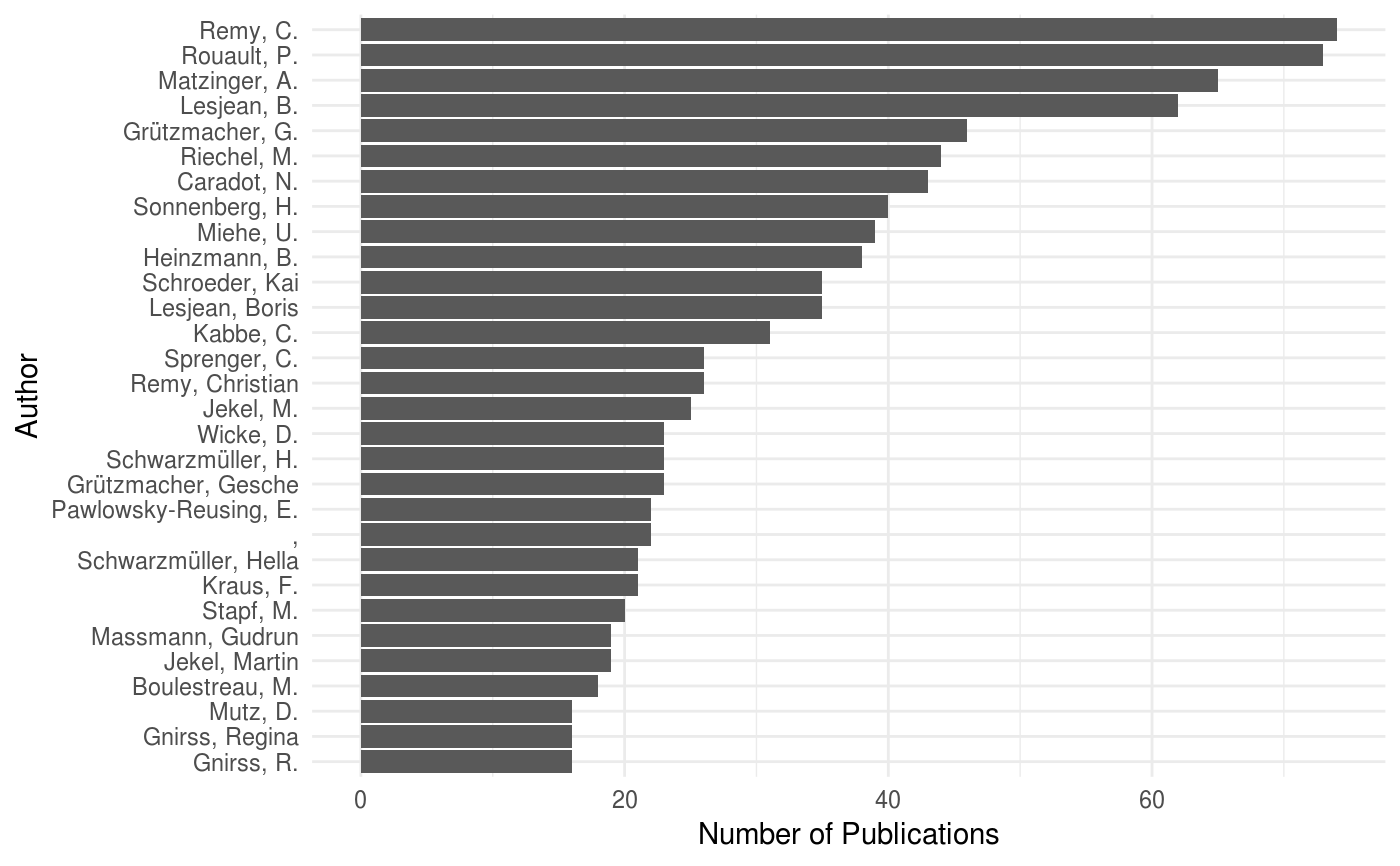 Remy, C.
Rouault, P.
Matzinger, A.
Lesjean, B.
Grützmacher, G.
Riechel, M.
Caradot, N.
Sonnenberg, H.
Miehe, U.
Heinzmann, B.
Schroeder, Kai
Lesjean, Boris
Kabbe, C.
Sprenger, C.
Remy, Christian
Jekel, M.
Wicke, D.
Schwarzmüller, H.
Grützmacher, Gesche
Pawlowsky-Reusing, E.
,
Schwarzmüller, Hella
Kraus, F.
Stapf, M.
Massmann, Gudrun
Jekel, Martin
Boulestreau, M.
Mutz, D.
Gnirss, Regina
Gnirss, R.
Author
0 20 40 60
Number of Publications